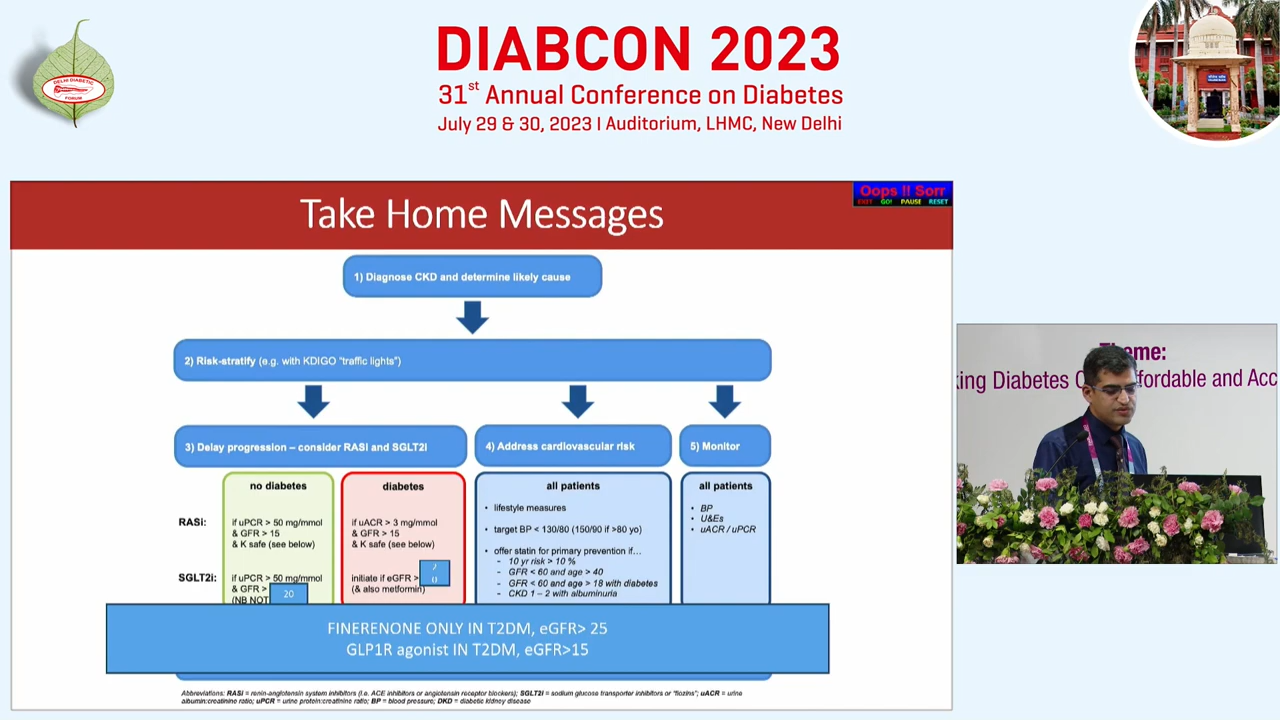 DELHI DIABETIC
FORUM
DIABCON 2023
31st Annual Conference on Diabetes
July 29 & 30, 2023 I Auditorium, LHMC, New Delhi
Take Home Messages
Oops !! Sorr
EXIT GO! PAUSE RESET
1) Diagnose CKD and determine likely cause
2) Risk-stratify (e.g. with KDIGO "traffic lights")
3) Delay progression – consider RASi and SGLT2i
4) Address cardiovascular risk
5) Monitor
no diabetes
RASi:
if uPCR > 50 mg/mmol
& GFR > 15
& K safe (see below)
SGLT2i:
if uPCR > 50 mg/mmol
& GFR >
20
(NB NOT
diabetes
if uACR > 3 mg/mmol
& GFR > 15
& K safe (see below)
initiate if eGFR >
(& also metformin)
all patients
• lifestyle measures
• target BP < 130/80 (150/90 if >80 yo)
• offer statin for primary prevention if…
- 10 yr risk > 10 %
- GFR < 60 and age > 40
- GFR < 60 and age > 18 with diabetes
- CKD 1 – 2 with albuminuria
all patients
• BP
• U&Es
• uACR / uPCR
FINERENONE ONLY IN T2DM, eGFR> 25
GLP1R agonist IN T2DM, eGFR>15
Abbreviations: RASi = renin-angtotensin system inhibitors (i.e. ACE inhibitors or angiotensin receptor blockers); SGLT2i = sodium glucose transporter inhibitors or "flozins"; uACR = urine
albumin:creatinine ratio; uPCR = urine protein:creatinine ratio; BP = blood pressure; DKD = diabetic kidney disease
Theme:
king Diabetes C fordable and Acc